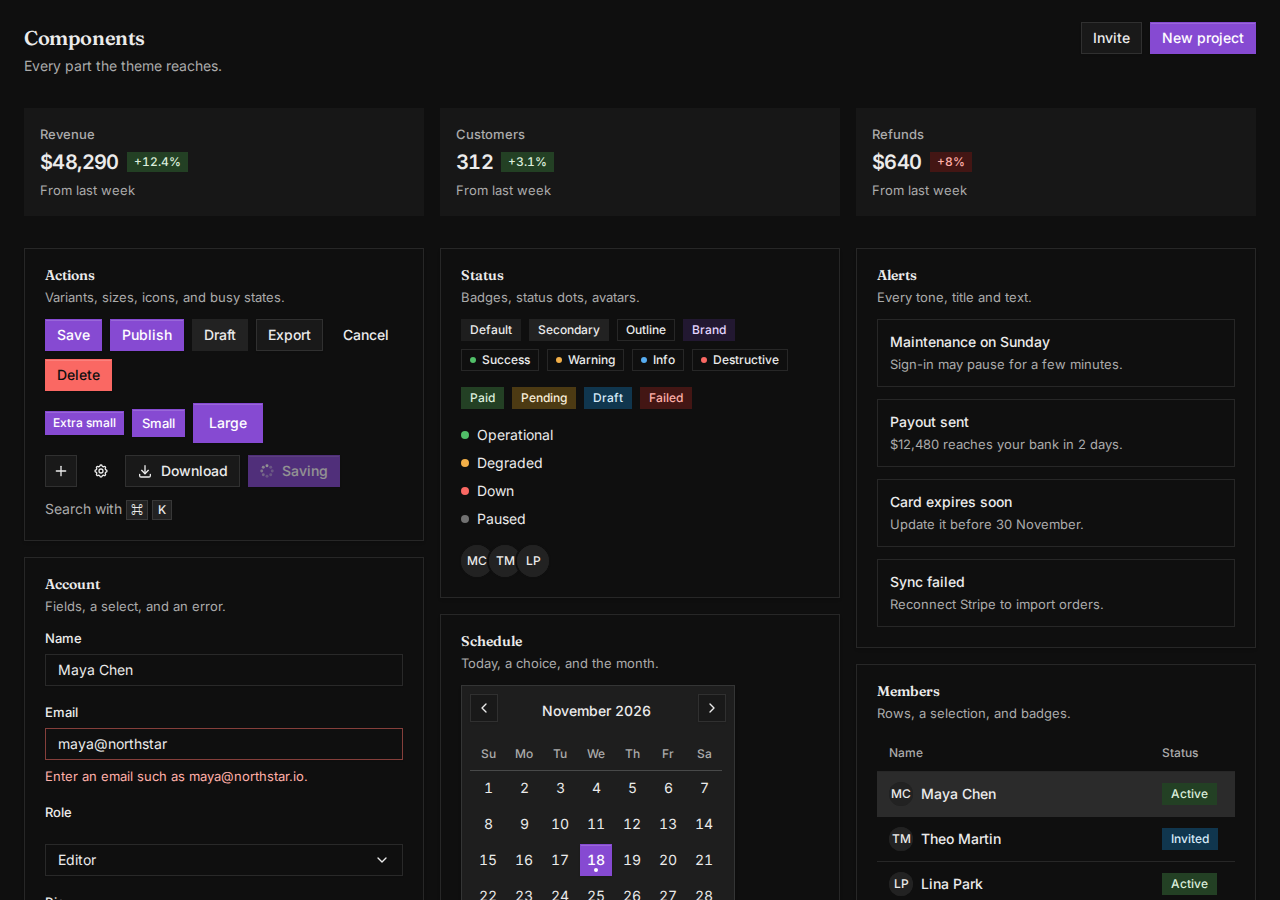 Components
Every part the theme reaches.
Invite
New project
Revenue
$48,290 +12.4%
From last week
Customers
312 +3.1%
From last week
Refunds
$640 +8%
From last week
Actions
Variants, sizes, icons, and busy states.
Save Publish Draft Export Cancel
Delete
Extra small Small Large
Download Saving
Search with ⌘ K
Account
Fields, a select, and an error.
Name
Maya Chen
Email
maya@northstar
Enter an email such as maya@northstar.io.
Role
Editor
Status
Badges, status dots, avatars.
Default Secondary Outline Brand
Success Warning Info Destructive
Paid Pending Draft Failed
Operational
Degraded
Down
Paused
MC TM LP
Schedule
Today, a choice, and the month.
November 2026
Su Mo Tu We Th Fr Sa
1 2 3 4 5 6 7
8 9 10 11 12 13 14
15 16 17 18 19 20 21
22 23 24 25 26 27 28
Alerts
Every tone, title and text.
Maintenance on Sunday
Sign-in may pause for a few minutes.
Payout sent
$12,480 reaches your bank in 2 days.
Card expires soon
Update it before 30 November.
Sync failed
Reconnect Stripe to import orders.
Members
Rows, a selection, and badges.
Name Status
MC Maya Chen Active
TM Theo Martin Invited
LP Lina Park Active